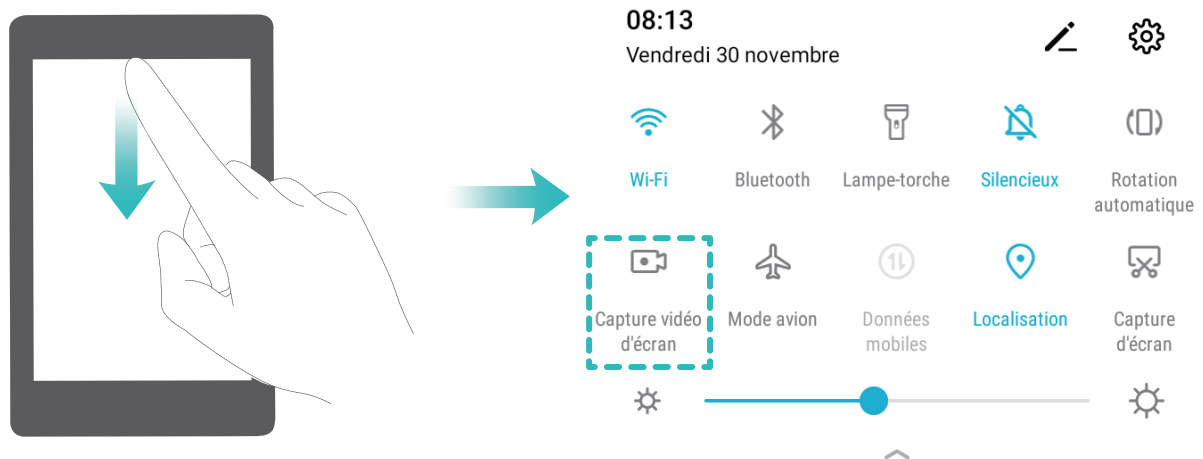 08:13
Vendredi 30 novembre
Wi-Fi
Bluetooth
Lampe-torche
Silencieux
Rotation
automatique
Capture vidéo
d'écran
Mode avion
Données
mobiles
Localisation
Capture
d'écran